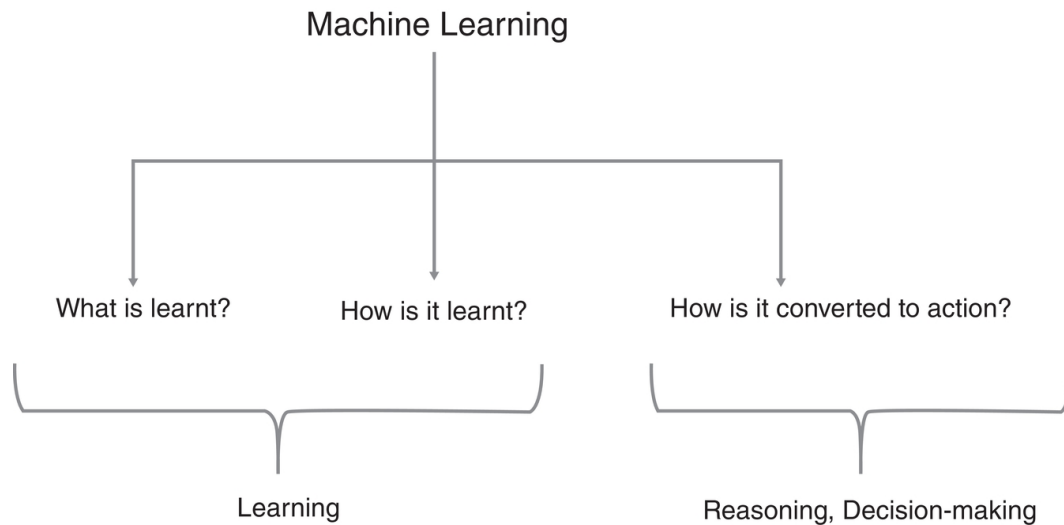 Machine Learning
What is learnt?
How is it learnt?
How is it converted to action?
Learning
Reasoning, Decision-making